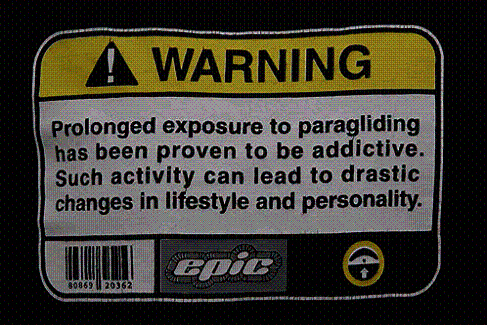 WARNING
Prolonged exposure to paragliding
has been proven to be addictive.
Such activity can lead to drastic
changes in lifestyle and personality.
80869 20362
epic